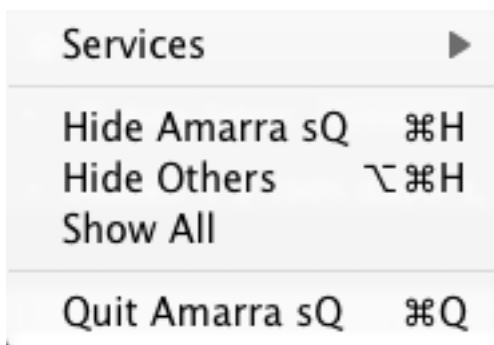 Services ▶
Hide Amarra sQ ⌘H
Hide Others ⌥⌘H
Show All
Quit Amarra sQ ⌘Q